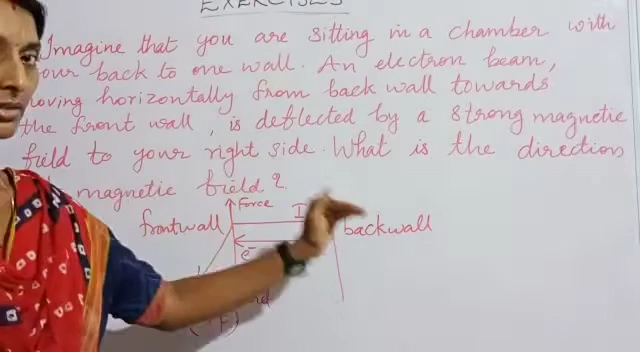 EXERCISES
Imagine that you are sitting in a chamber with
your back to one wall. An electron beam,
moving horizontally from back wall towards
the front wall, is deflected by a strong magnetic
field to your right side. What is the direction
magnetic field?
Force
I
frontwall
backwall
e⁻